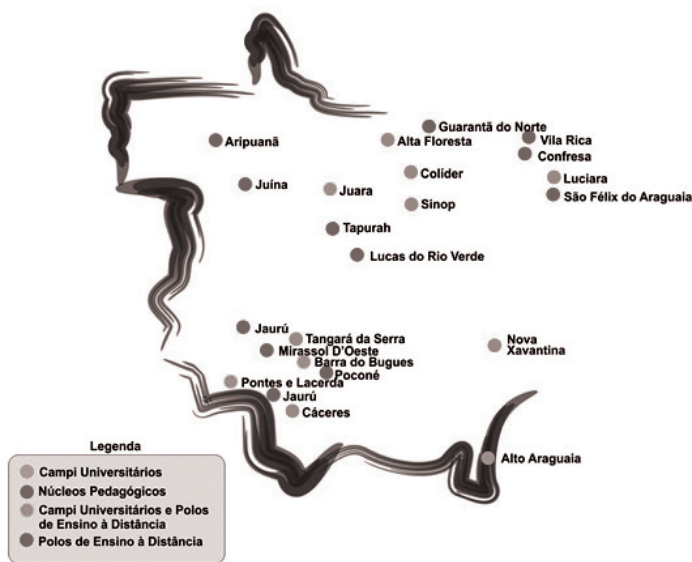 Guarantã do Norte
Aripuanã
Alta Floresta
Vila Rica
Confresa
Colíder
Luciara
Juína
Juara
São Félix do Araguaia
Sinop
Tapurah
Lucas do Rio Verde
Jaurú
Tangará da Serra
Nova
Xavantina
Mirassol D'Oeste
Barra do Bugues
Poconé
Pontes e Lacerda
Jaurú
Cáceres
Alto Araguaia
Legenda
Campi Universitários
Núcleos Pedagógicos
Campi Universitários e Polos
de Ensino à Distância
Polos de Ensino à Distância